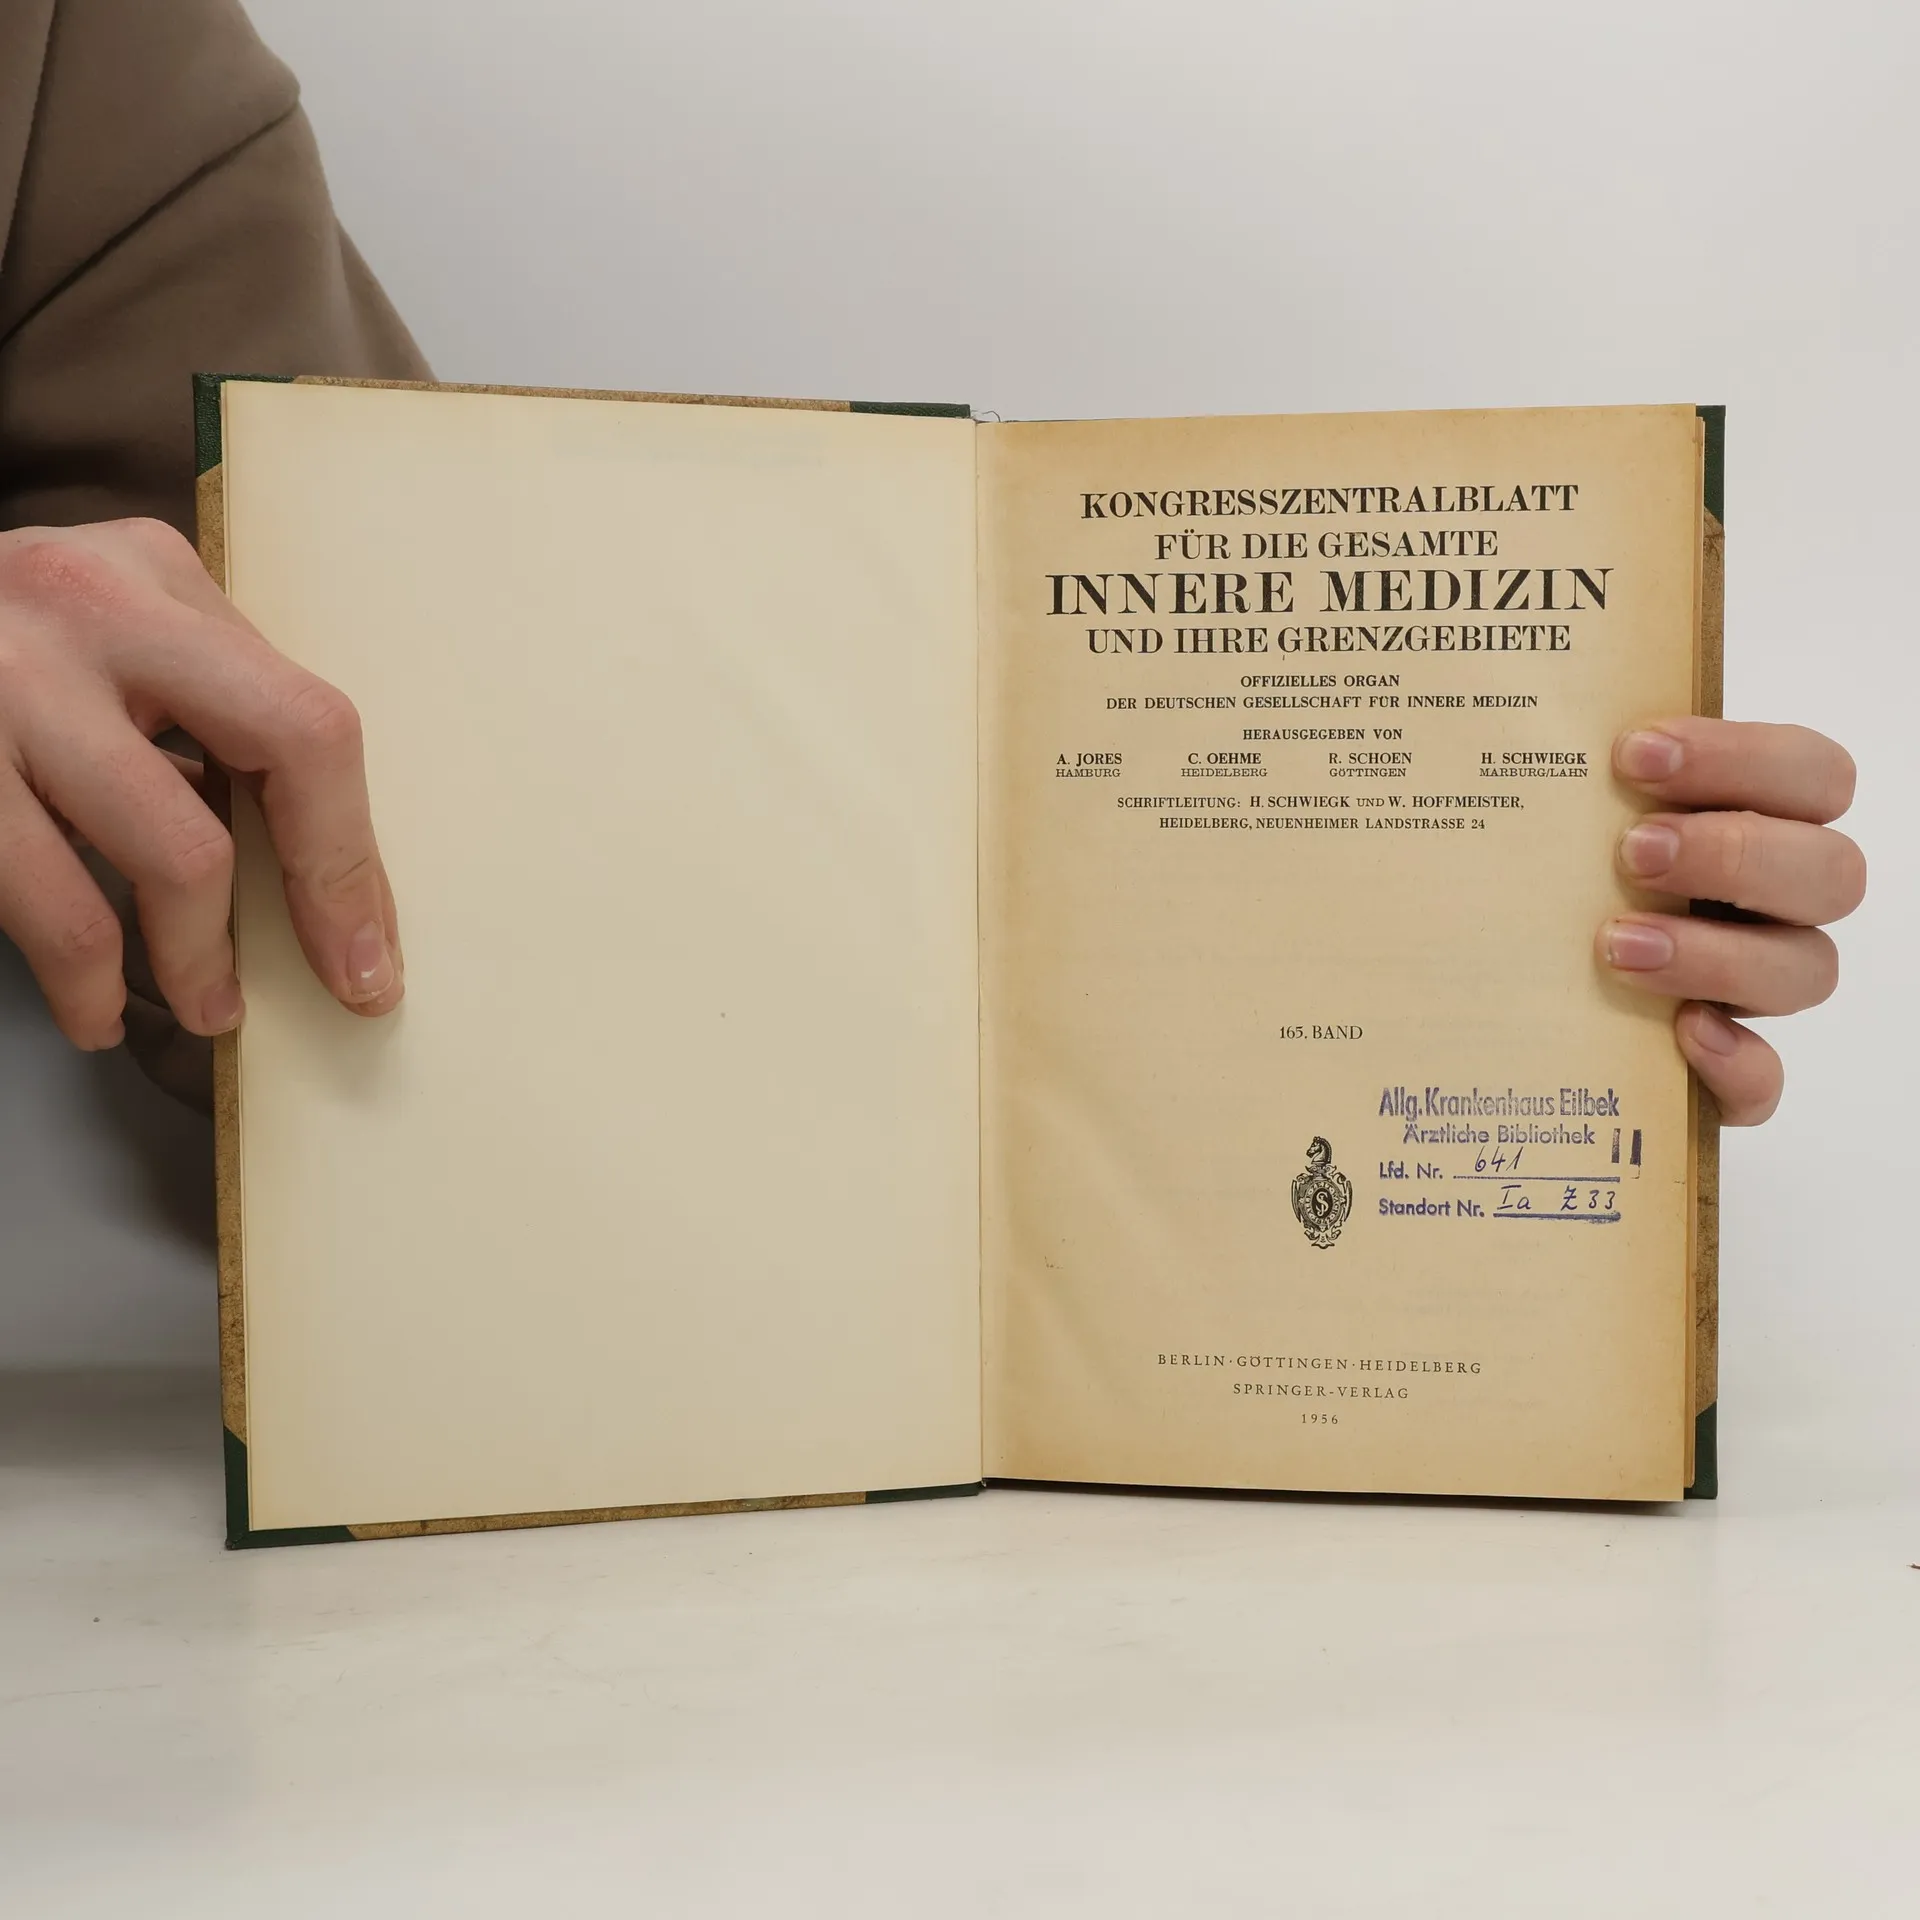 KONGRESSZENTRALBLATT
FÜR DIE GESAMTE
INNERE MEDIZIN
UND IHRE GRENZGEBIETE
OFFIZIELLES ORGAN
DER DEUTSCHEN GESELLSCHAFT FÜR INNERE MEDIZIN
HERAUSGEGEBEN VON
A. JORES C. OEHME R. SCHOEN H. SCHWIEGK
HAMBURG HEIDELBERG GÖTTINGEN MARBURG/LAHN
SCHRIFTLEITUNG: H. SCHWIEGK UND W. HOFFMEISTER,
HEIDELBERG, NEUENHEIMER LANDSTRASSE 24
165. BAND
Allg. Krankenhaus Eilbek
Ärztliche Bibliothek
Lfd. Nr. 641
Standort Nr. Ia Z 33
BERLIN · GÖTTINGEN · HEIDELBERG
SPRINGER-VERLAG
1956